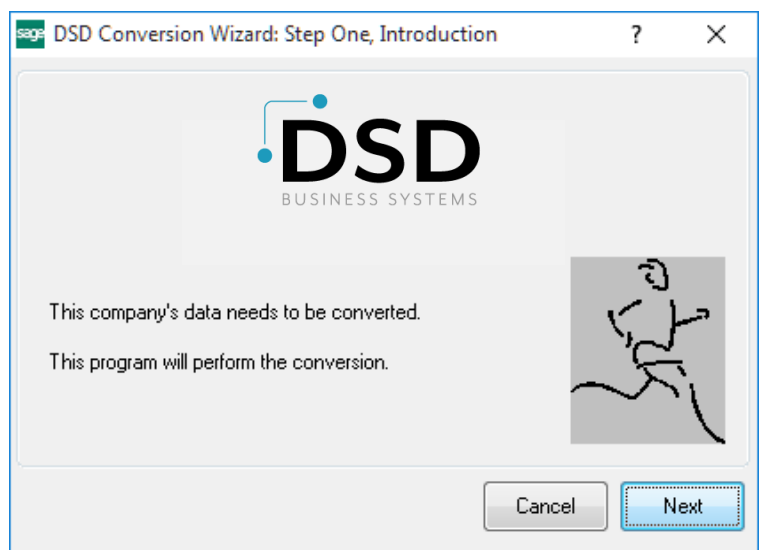 sage DSD Conversion Wizard: Step One, Introduction ?
DSD
BUSINESS SYSTEMS
This company's data needs to be converted.
This program will perform the conversion.
Cancel Next